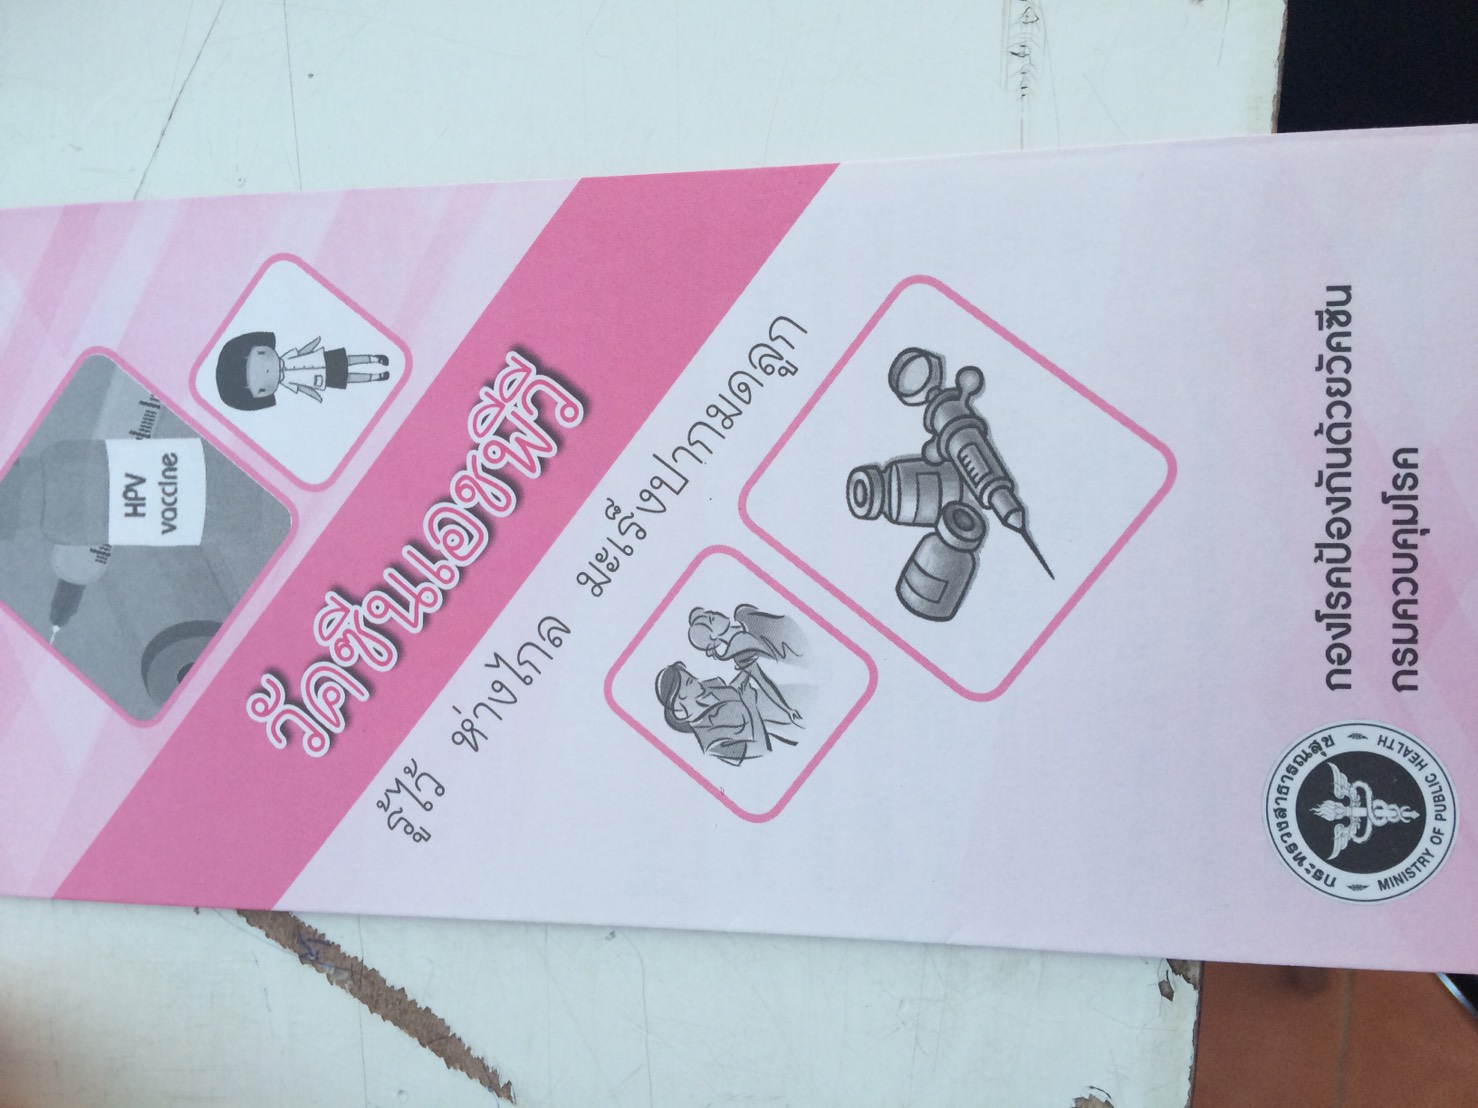 HPV
vaccine
วัคซีนเอชพีวี
รู้ไว้ ห่างไกล มะเร็งปากมดลูก
กองโรคป้องกันด้วยวัคซีน
กรมควบคุมโรค
กระทรวงสาธารณสุข
MINISTRY OF PUBLIC HEALTH